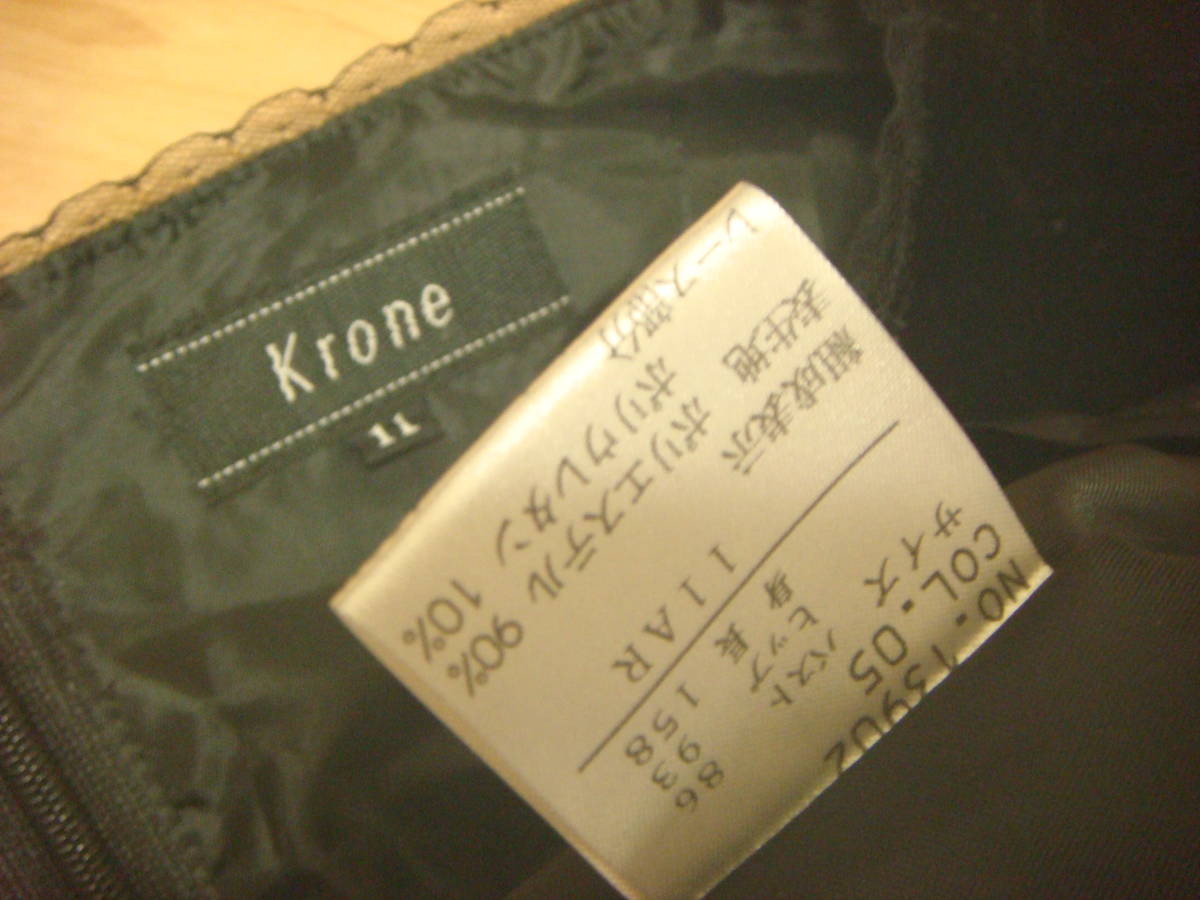 Krone
11
NO. 13902
COL. 05
サイズ
バスト 86
ヒップ 93
身長 158
11AR
組成表示
表生地
ポリエステル 90%
ポリウレタン 10%
レース部分